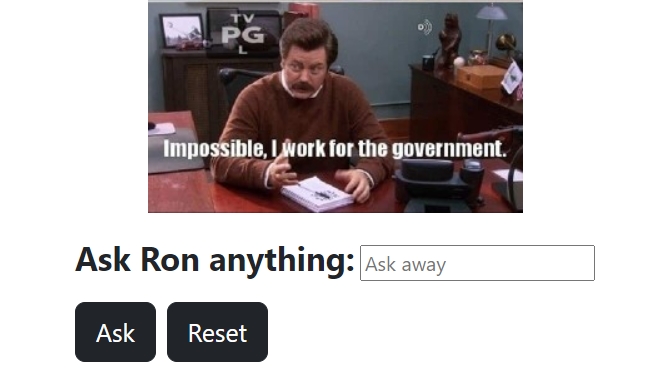 TV
PG
L
Impossible, I work for the government.
Ask Ron anything: Ask away
Ask Reset